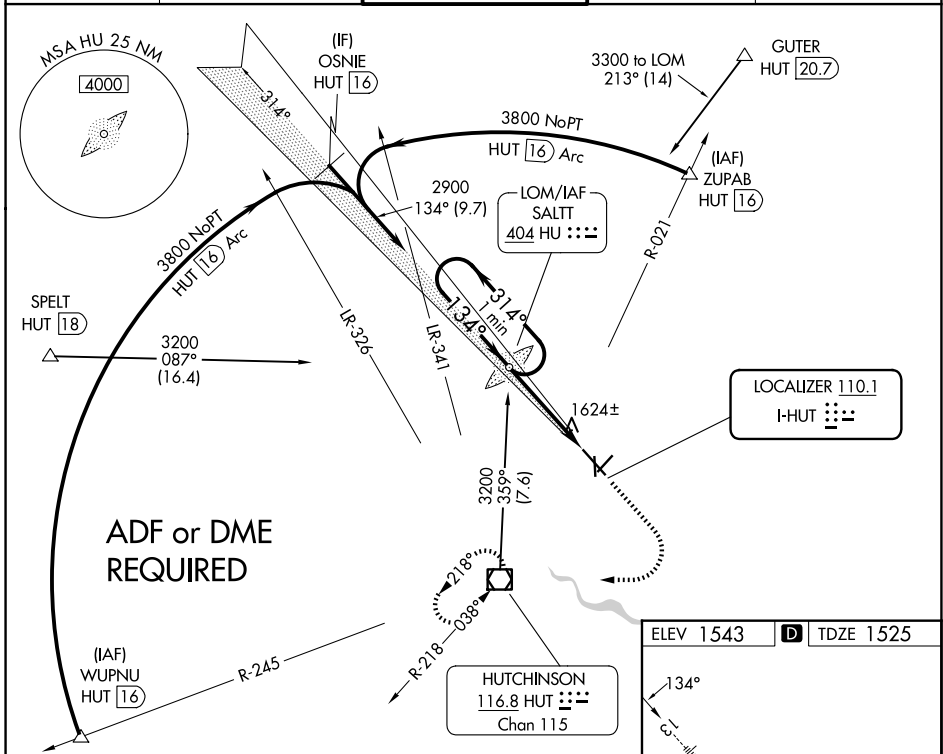 MSA HU 25 NM
4000
(IF)
OSNIE
HUT 16
314°
3300 to LOM
213° (14)
GUTER
HUT 20.7
3800 NoPT
HUT 16 Arc
(IAF)
ZUPAB
HUT 16
2900
134° (9.7)
LOM/IAF
SALTT
404 HU
R-021
3800 NoPT
HUT 16 Arc
SPELT
HUT 18
3200
087°
(16.4)
LR-326
LR-341
134°
314°
1 min
1624±
LOCALIZER 110.1
I-HUT
3200
359°
(7.6)
ADF or DME
REQUIRED
218°
038°
R-218
(IAF)
WUPNU
HUT 16
R-245
HUTCHINSON
116.8 HUT
Chan 115
ELEV 1543 D TDZE 1525
134°
13